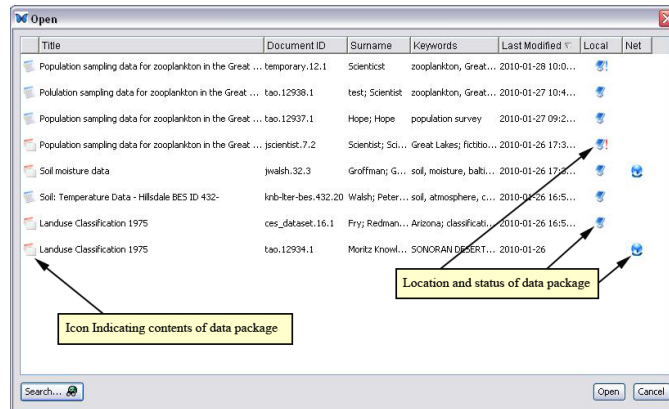 Open
Title Document ID Surname Keywords Last Modified Local Net
Population sampling data for zooplankton in the Great ... temporary.12.1 Scienticst zooplankton, Great... 2010-01-28 10:0...
Polulation sampling data for zooplankton in the Great ... tao.12938.1 test; Scientist zooplankton, Great... 2010-01-27 10:4...
Population sampling data for zooplankton in the Great ... tao.12937.1 Hope; Hope population survey 2010-01-27 09:2...
Population sampling data for zooplankton in the Great ... jscientist.7.2 Scientist; Sci... Great Lakes; fictitio... 2010-01-26 17:3...
Soil moisture data jwalsh.32.3 Groffman; G... soil, moisture, balti... 2010-01-26 17:3...
Soil: Temperature Data - Hillsdale BES ID 432- knb-lter-bes.432.20 Walsh; Peter... soil, atmosphere, c... 2010-01-26 16:5...
Landuse Classification 1975 ces_dataset.16.1 Fry; Redman... Arizona; classificati... 2010-01-26 16:5...
Landuse Classification 1975 tao.12934.1 Moritz Knowl... SONORAN DESERT... 2010-01-26
Location and status of data package
Icon Indicating contents of data package
Search... Open Cancel